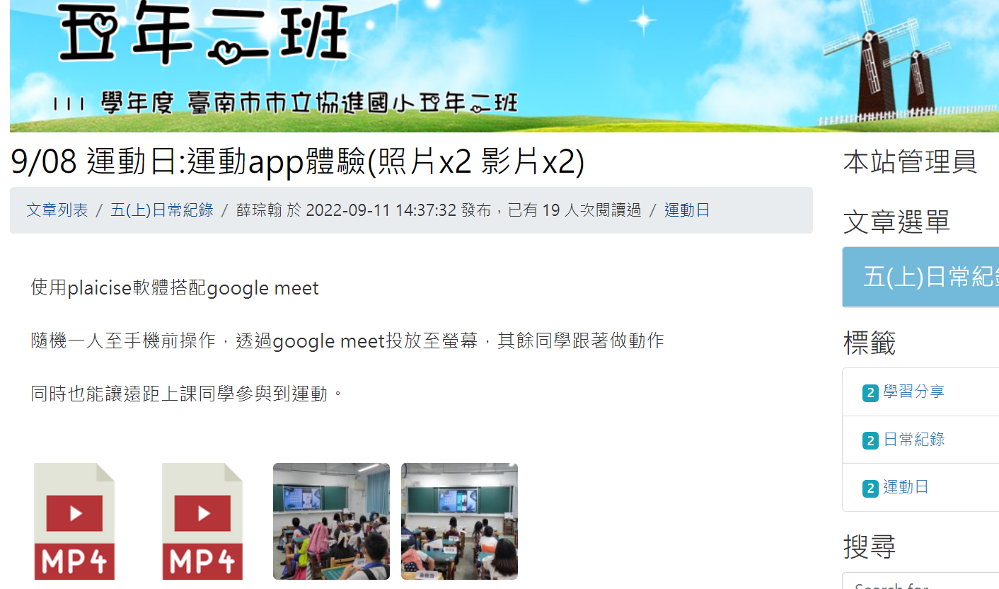 五年二班
111 學年度 臺南市市立協進國小五年二班
9/08 運動日:運動app體驗(照片x2 影片x2)
文章列表 / 五(上)日常紀錄 / 薛琮翰 於 2022-09-11 14:37:32 發布，已有 19 人次閱讀過 / 運動日
使用plaicise軟體搭配google meet
隨機一人至手機前操作，透過google meet投放至螢幕，其餘同學跟著做動作
同時也能讓遠距上課同學參與到運動。
MP4
MP4
本站管理員
文章選單
五(上)日常紀錄
標籤
2 學習分享
2 日常紀錄
2 運動日
搜尋
Search for